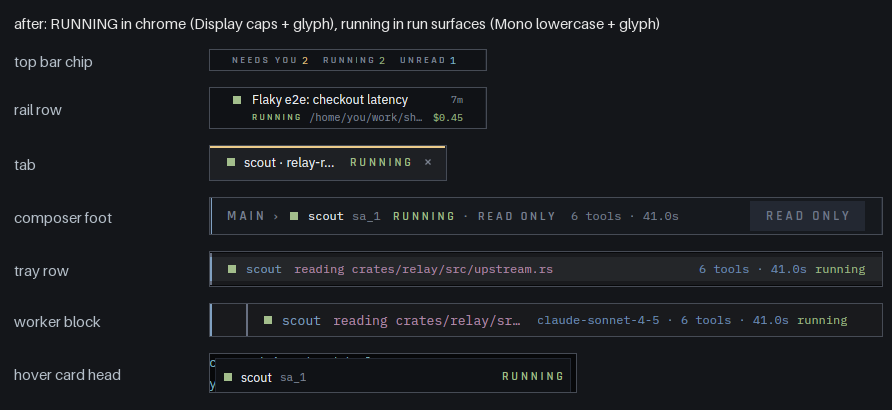 after: RUNNING in chrome (Display caps + glyph), running in run surfaces (Mono lowercase + glyph)
top bar chip
NEEDS YOU 2 RUNNING 2 UNREAD 1
rail row
Flaky e2e: checkout latency 7m
RUNNING /home/you/work/sh… $0.45
tab
scout · relay-r… RUNNING ×
composer foot
MAIN › scout sa_1 RUNNING · READ ONLY 6 tools · 41.0s READ ONLY
tray row
scout reading crates/relay/src/upstream.rs 6 tools · 41.0s running
worker block
scout reading crates/relay/sr… claude-sonnet-4-5 · 6 tools · 41.0s running
hover card head
scout sa_1 RUNNING